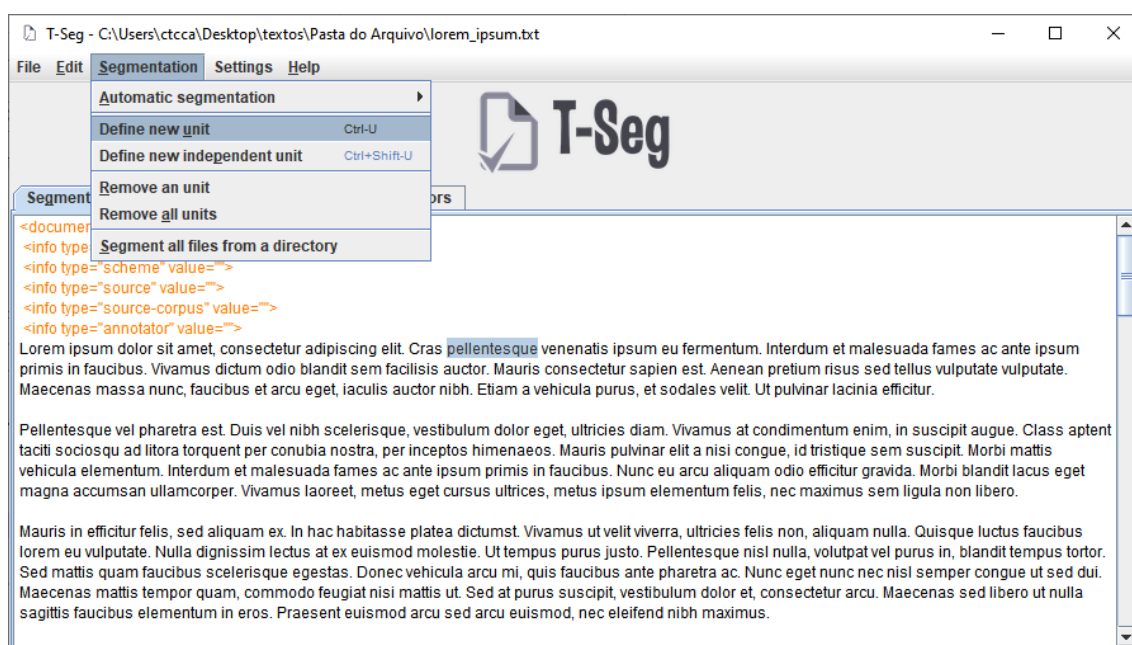 T-Seg - C:\Users\ctcca\Desktop\textos\Pasta do Arquivo\lorem_ipsum.txt
File Edit Segmentation Settings Help
Automatic segmentation
Define new unit Ctrl-U
Define new independent unit Ctrl+Shift-U
Remove an unit
Remove all units
Segment all files from a directory
T-Seg
Segment
ors
<documen
<info type=
<info type="scheme" value="">
<info type="source" value="">
<info type="source-corpus" value="">
<info type="annotator" value="">
Lorem ipsum dolor sit amet, consectetur adipiscing elit. Cras pellentesque venenatis ipsum eu fermentum. Interdum et malesuada fames ac ante ipsum
primis in faucibus. Vivamus dictum odio blandit sem facilisis auctor. Mauris consectetur sapien est. Aenean pretium risus sed tellus vulputate vulputate.
Maecenas massa nunc, faucibus et arcu eget, iaculis auctor nibh. Etiam a vehicula purus, et sodales velit. Ut pulvinar lacinia efficitur.
Pellentesque vel pharetra est. Duis vel nibh scelerisque, vestibulum dolor eget, ultricies diam. Vivamus at condimentum enim, in suscipit augue. Class aptent
taciti sociosqu ad litora torquent per conubia nostra, per inceptos himenaeos. Mauris pulvinar elit a nisi congue, id tristique sem suscipit. Morbi mattis
vehicula elementum. Interdum et malesuada fames ac ante ipsum primis in faucibus. Nunc eu arcu aliquam odio efficitur gravida. Morbi blandit lacus eget
magna accumsan ullamcorper. Vivamus laoreet, metus eget cursus ultrices, metus ipsum elementum felis, nec maximus sem ligula non libero.
Mauris in efficitur felis, sed aliquam ex. In hac habitasse platea dictumst. Vivamus ut velit viverra, ultricies felis non, aliquam nulla. Quisque luctus faucibus
lorem eu vulputate. Nulla dignissim lectus at ex euismod molestie. Ut tempus purus justo. Pellentesque nisl nulla, volutpat vel purus in, blandit tempus tortor.
Sed mattis quam faucibus scelerisque egestas. Donec vehicula arcu mi, quis faucibus ante pharetra ac. Nunc eget nunc nec nisl semper congue ut sed dui.
Maecenas mattis tempor quam, commodo feugiat nisi mattis ut. Sed at purus suscipit, vestibulum dolor et, consectetur arcu. Maecenas sed libero ut nulla
sagittis faucibus elementum in eros. Praesent euismod arcu sed arcu euismod, nec eleifend nibh maximus.